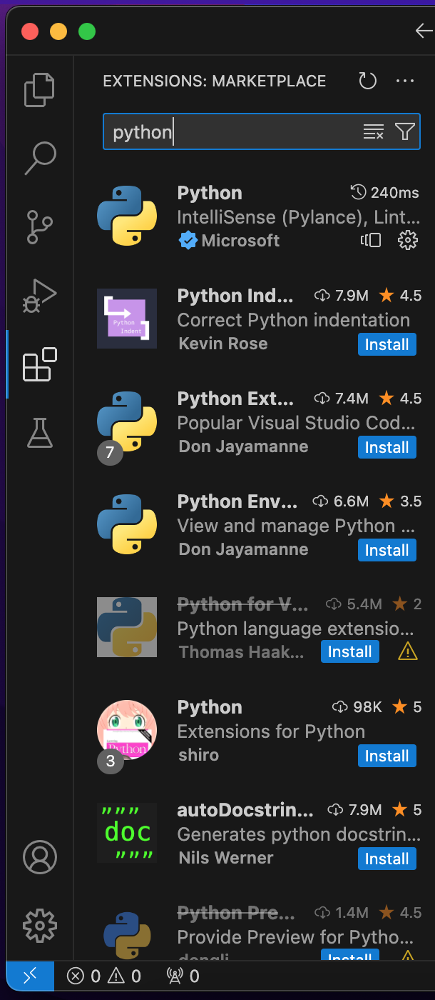 EXTENSIONS: MARKETPLACE
python
Python 240ms
IntelliSense (Pylance), Lint...
Microsoft
Python Ind... 7.9M 4.5
Python Indent
Correct Python indentation
Kevin Rose Install
Python Ext... 7.4M 4.5
Popular Visual Studio Cod...
7 Don Jayamanne Install
Python Env... 6.6M 3.5
View and manage Python ...
Don Jayamanne Install
Python for V... 5.4M 2
Python language extensio...
Thomas Haak... Install
Python 98K 5
Extensions for Python
Python
3 shiro Install
autoDocstrin... 7.9M 5
"""
doc
"""
Generates python docstrin...
Nils Werner Install
Python Pre... 1.4M 4.5
Provide Preview for Pytho...
dongli Install
0 0 0